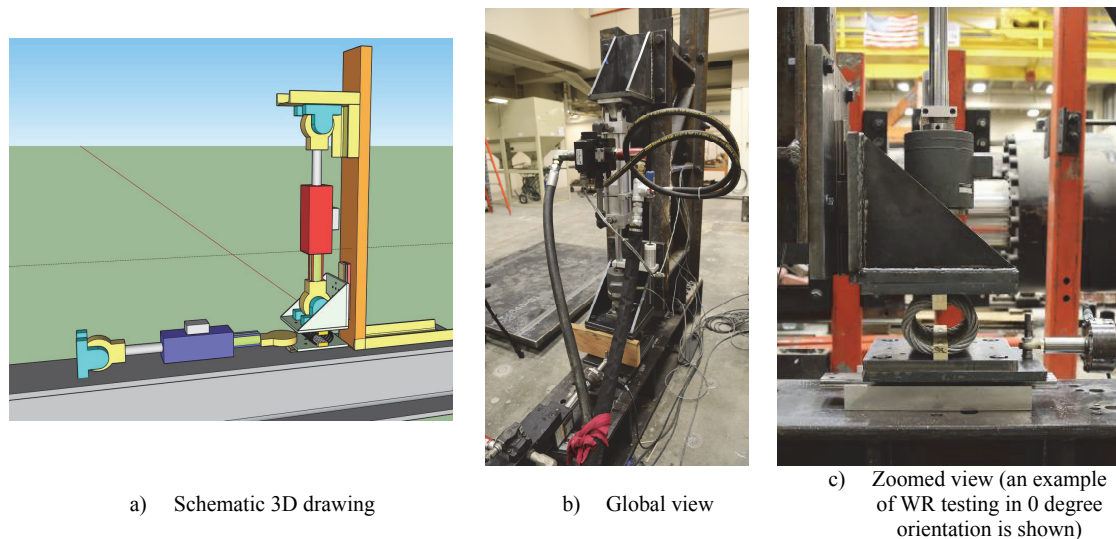 a) Schematic 3D drawing
b) Global view
c) Zoomed view (an example
of WR testing in 0 degree
orientation is shown)